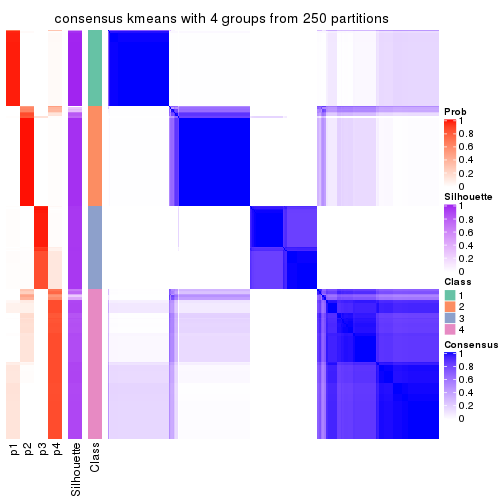 consensus kmeans with 4 groups from 250 partitions
Prob
1
0.8
0.6
0.4
0.2
0
Silhouette
1
0.8
0.6
0.4
0.2
0
Class
1
2
3
4
Consensus
1
0.8
0.6
0.4
0.2
0
p1
p2
p3
p4
Silhouette
Class